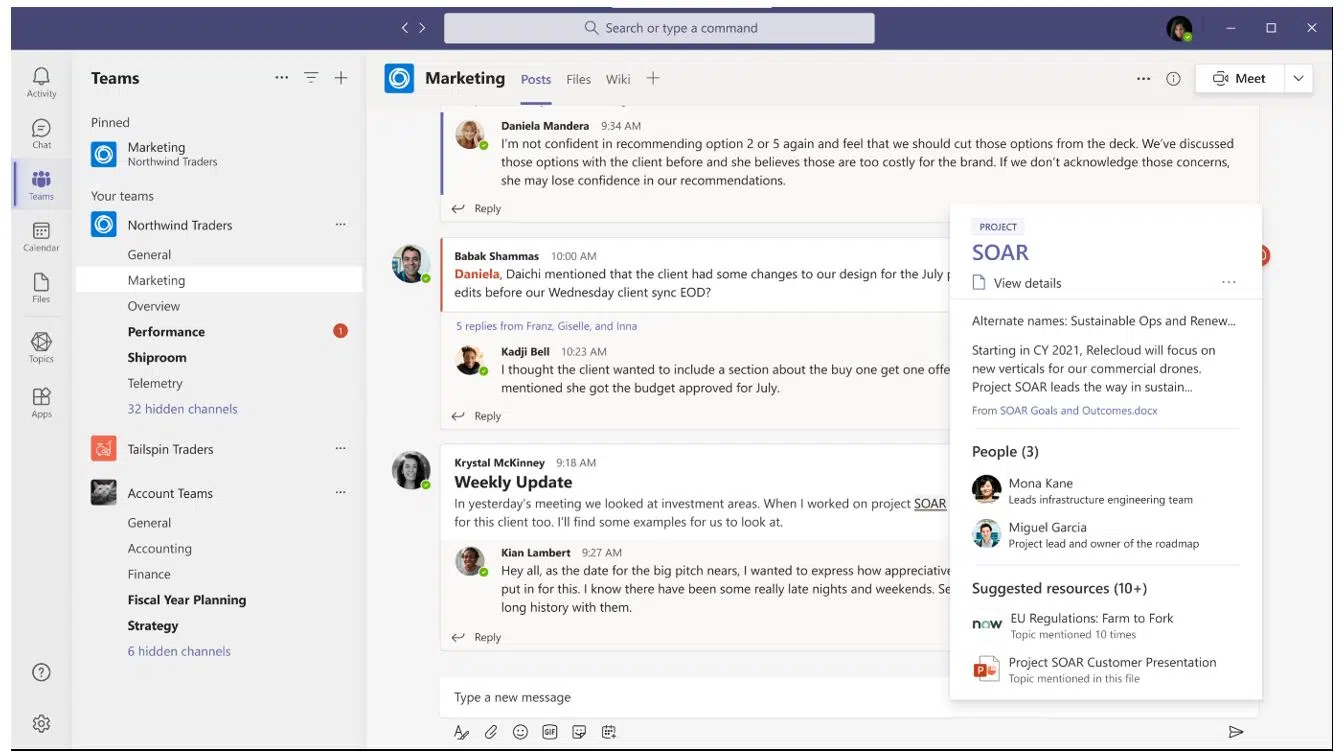 Search or type a command
Activity
Chat
Teams
Calendar
Files
Topics
Apps
Teams
Pinned
Marketing
Northwind Traders
Your teams
Northwind Traders
General
Marketing
Overview
Performance
1
Shiproom
Telemetry
32 hidden channels
Tailspin Traders
Account Teams
General
Accounting
Finance
Fiscal Year Planning
Strategy
6 hidden channels
Marketing
Posts
Files
Wiki
Meet
Daniela Mandera 9:34 AM
I'm not confident in recommending option 2 or 5 again and feel that we should cut those options from the deck. We've discussed
those options with the client before and she believes those are too costly for the brand. If we don't acknowledge those concerns,
she may lose confidence in our recommendations.
Reply
Babak Shammas 10:00 AM
Daniela, Daichi mentioned that the client had some changes to our design for the July p
edits before our Wednesday client sync EOD?
5 replies from Franz, Giselle, and Inna
Kadji Bell 10:23 AM
I thought the client wanted to include a section about the buy one get one offe
mentioned she got the budget approved for July.
Reply
Krystal McKinney 9:18 AM
Weekly Update
In yesterday's meeting we looked at investment areas. When I worked on project SOAR
for this client too. I'll find some examples for us to look at.
Kian Lambert 9:27 AM
Hey all, as the date for the big pitch nears, I wanted to express how appreciative
put in for this. I know there have been some really late nights and weekends. Se
long history with them.
Reply
Type a new message
GIF
PROJECT
SOAR
View details
Alternate names: Sustainable Ops and Renew...
Starting in CY 2021, Relecloud will focus on
new verticals for our commercial drones.
Project SOAR leads the way in sustain...
From SOAR Goals and Outcomes.docx
People (3)
Mona Kane
Leads infrastructure engineering team
Miguel Garcia
Project lead and owner of the roadmap
Suggested resources (10+)
now
EU Regulations: Farm to Fork
Topic mentioned 10 times
P
Project SOAR Customer Presentation
Topic mentioned in this file